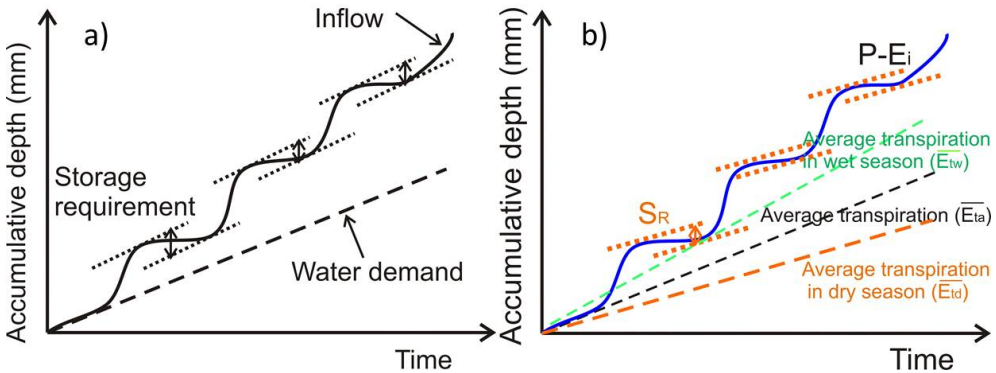 a)
Inflow
Accumulative depth (mm)
Storage
requirement
Water demand
Time
b)
P-Ei
Accumulative depth (mm)
Average transpiration
in wet season (Etw)
SR
Average transpiration (Eta)
Average transpiration
in dry season (Etd)
Time